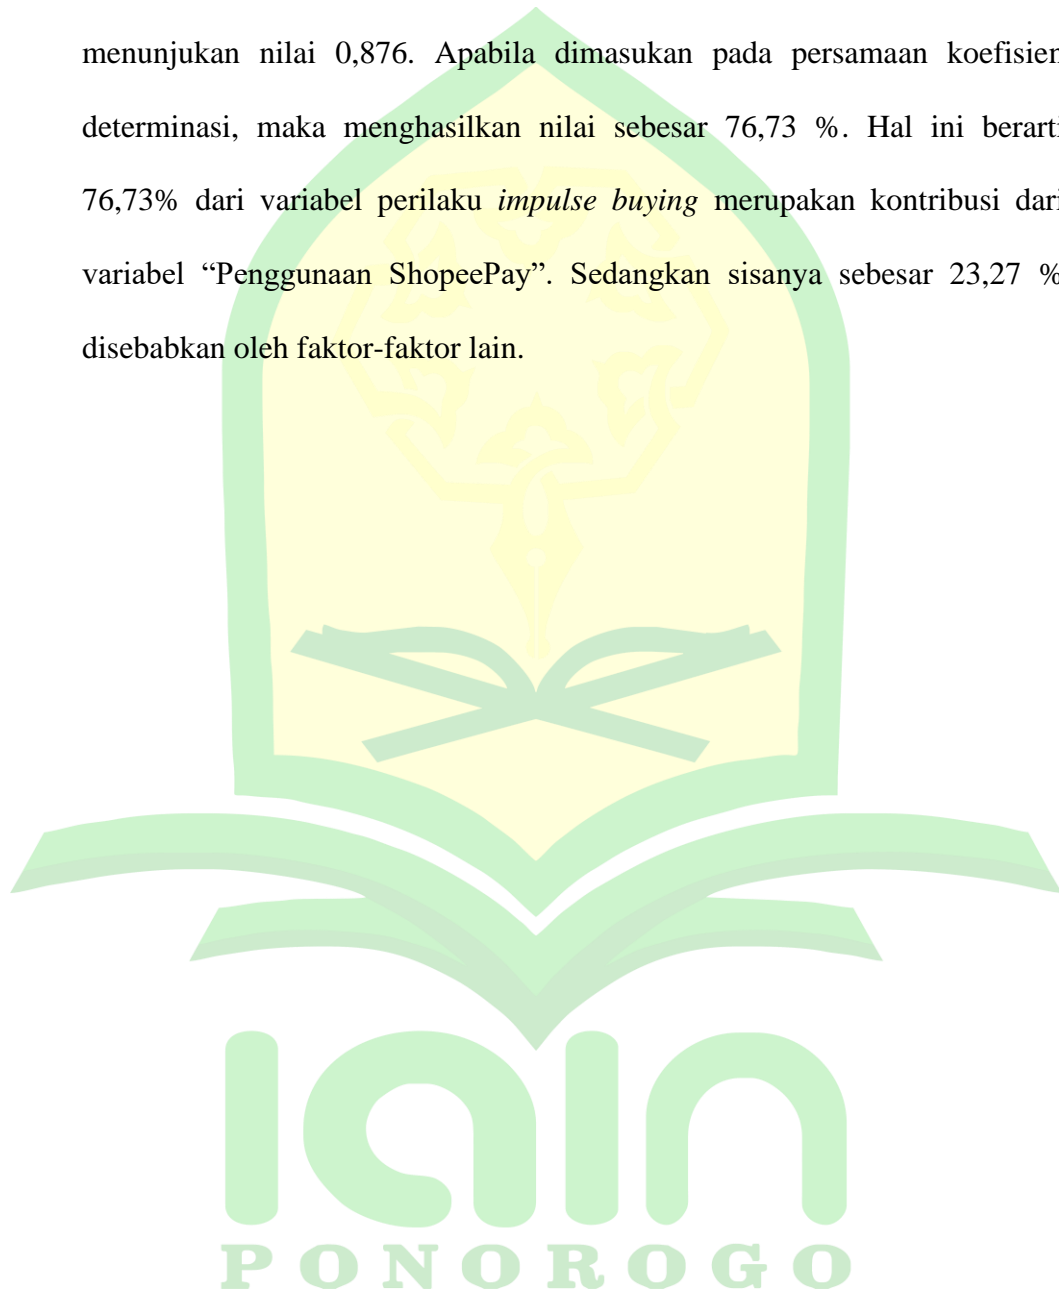 menunjukan nilai 0,876. Apabila dimasukan pada persamaan koefisien
determinasi, maka menghasilkan nilai sebesar 76,73 %. Hal ini berarti
76,73% dari variabel perilaku impulse buying merupakan kontribusi dari
variabel “Penggunaan ShopeePay”. Sedangkan sisanya sebesar 23,27 %
disebabkan oleh faktor-faktor lain.
iain
PONOROGO